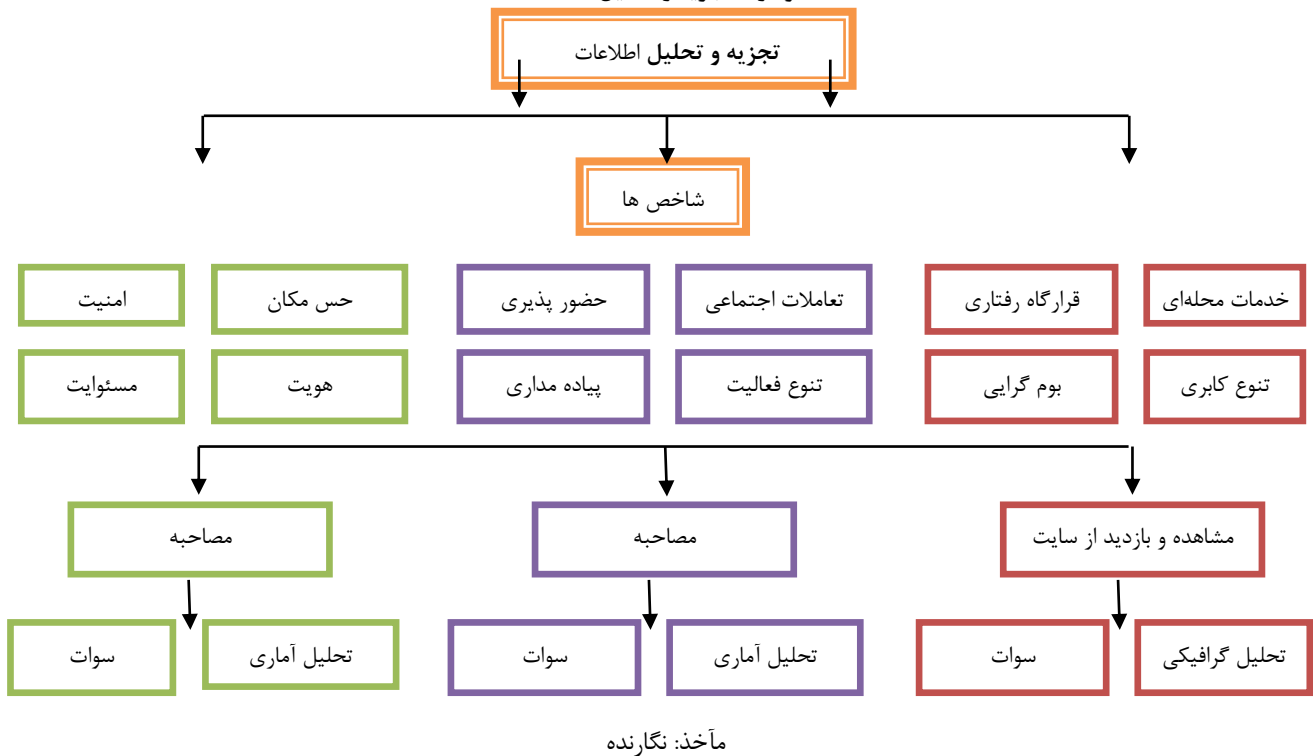 تجزیه و تحلیل اطلاعات
شاخص ها
خدمات محله‌ای
قرارگاه رفتاری
تعاملات اجتماعی
حضور پذیری
حس مکان
امنیت
تنوع کابری
بوم گرایی
تنوع فعالیت
پیاده مداری
هویت
مسئوایت
مشاهده و بازدید از سایت
مصاحبه
مصاحبه
تحلیل گرافیکی
سوات
تحلیل آماری
سوات
تحلیل آماری
سوات
مآخذ: نگارنده